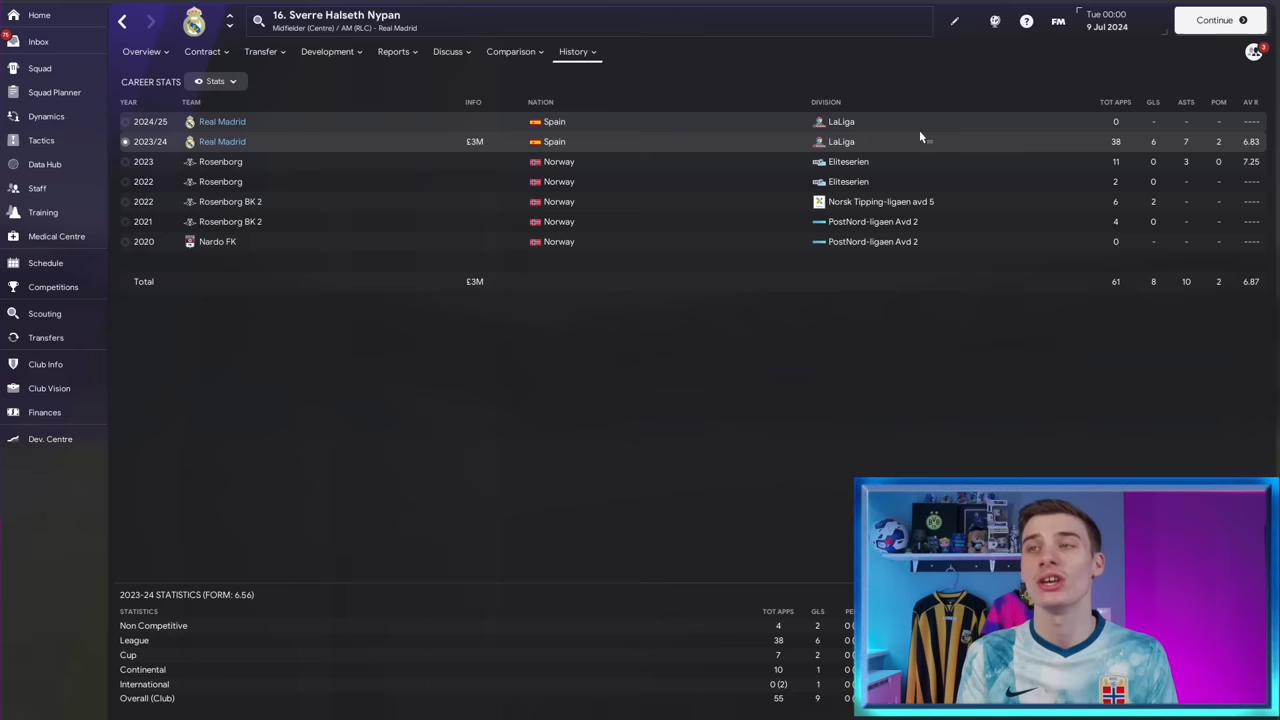 Home
75
Inbox
Squad
Squad Planner
Dynamics
Tactics
Data Hub
Staff
Training
Medical Centre
Schedule
Competitions
Scouting
Transfers
Club Info
Club Vision
Finances
Dev. Centre
16. Sverre Halseth Nypan
Midfielder (Centre) / AM (RLC) - Real Madrid
FM
Tue 00:00
9 Jul 2024
Continue
Overview Contract Transfer Development Reports Discuss Comparison History
3
CAREER STATS Stats
YEAR TEAM INFO NATION DIVISION TOT APPS GLS ASTS POM AV R
2024/25 Real Madrid Spain LaLiga 0 - - - ----
2023/24 Real Madrid £3M Spain LaLiga 38 6 7 2 6.83
2023 Rosenborg Norway Eliteserien 11 0 3 0 7.25
2022 Rosenborg Norway Eliteserien 2 0 - - ----
2022 Rosenborg BK 2 Norway Norsk Tipping-ligaen avd 5 6 2 - - ----
2021 Rosenborg BK 2 Norway PostNord-ligaen Avd 2 4 0 - - ----
2020 Nardo FK Norway PostNord-ligaen Avd 2 0 - - - ----
Total £3M 61 8 10 2 6.87
2023-24 STATISTICS (FORM: 6.56)
STATISTICS TOT APPS GLS
Non Competitive 4 2
League 38 6
Cup 7 2
Continental 10 1
International 0 (2) 1
Overall (Club) 55 9